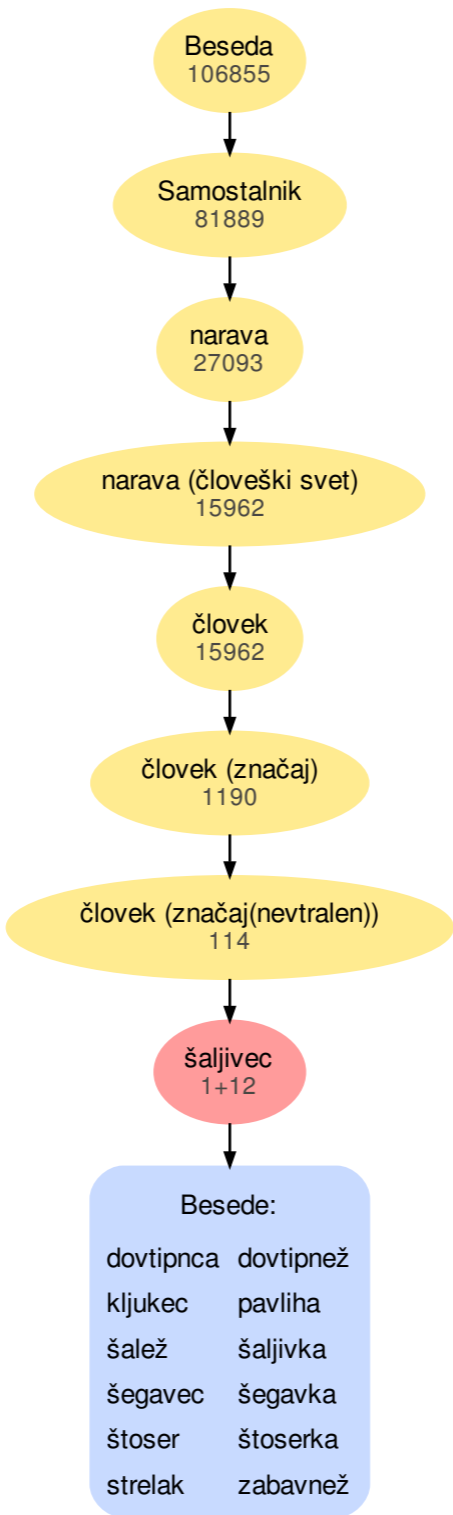 Beseda
106855
Samostalnik
81889
narava
27093
narava (človeški svet)
15962
človek
15962
človek (značaj)
1190
človek (značaj(nevtralen))
114
šaljivec
1+12
Besede:
dovtipnca dovtipnež
kljukec pavliha
šalež šaljivka
šegavec šegavka
štoser štoserka
strelak zabavnež